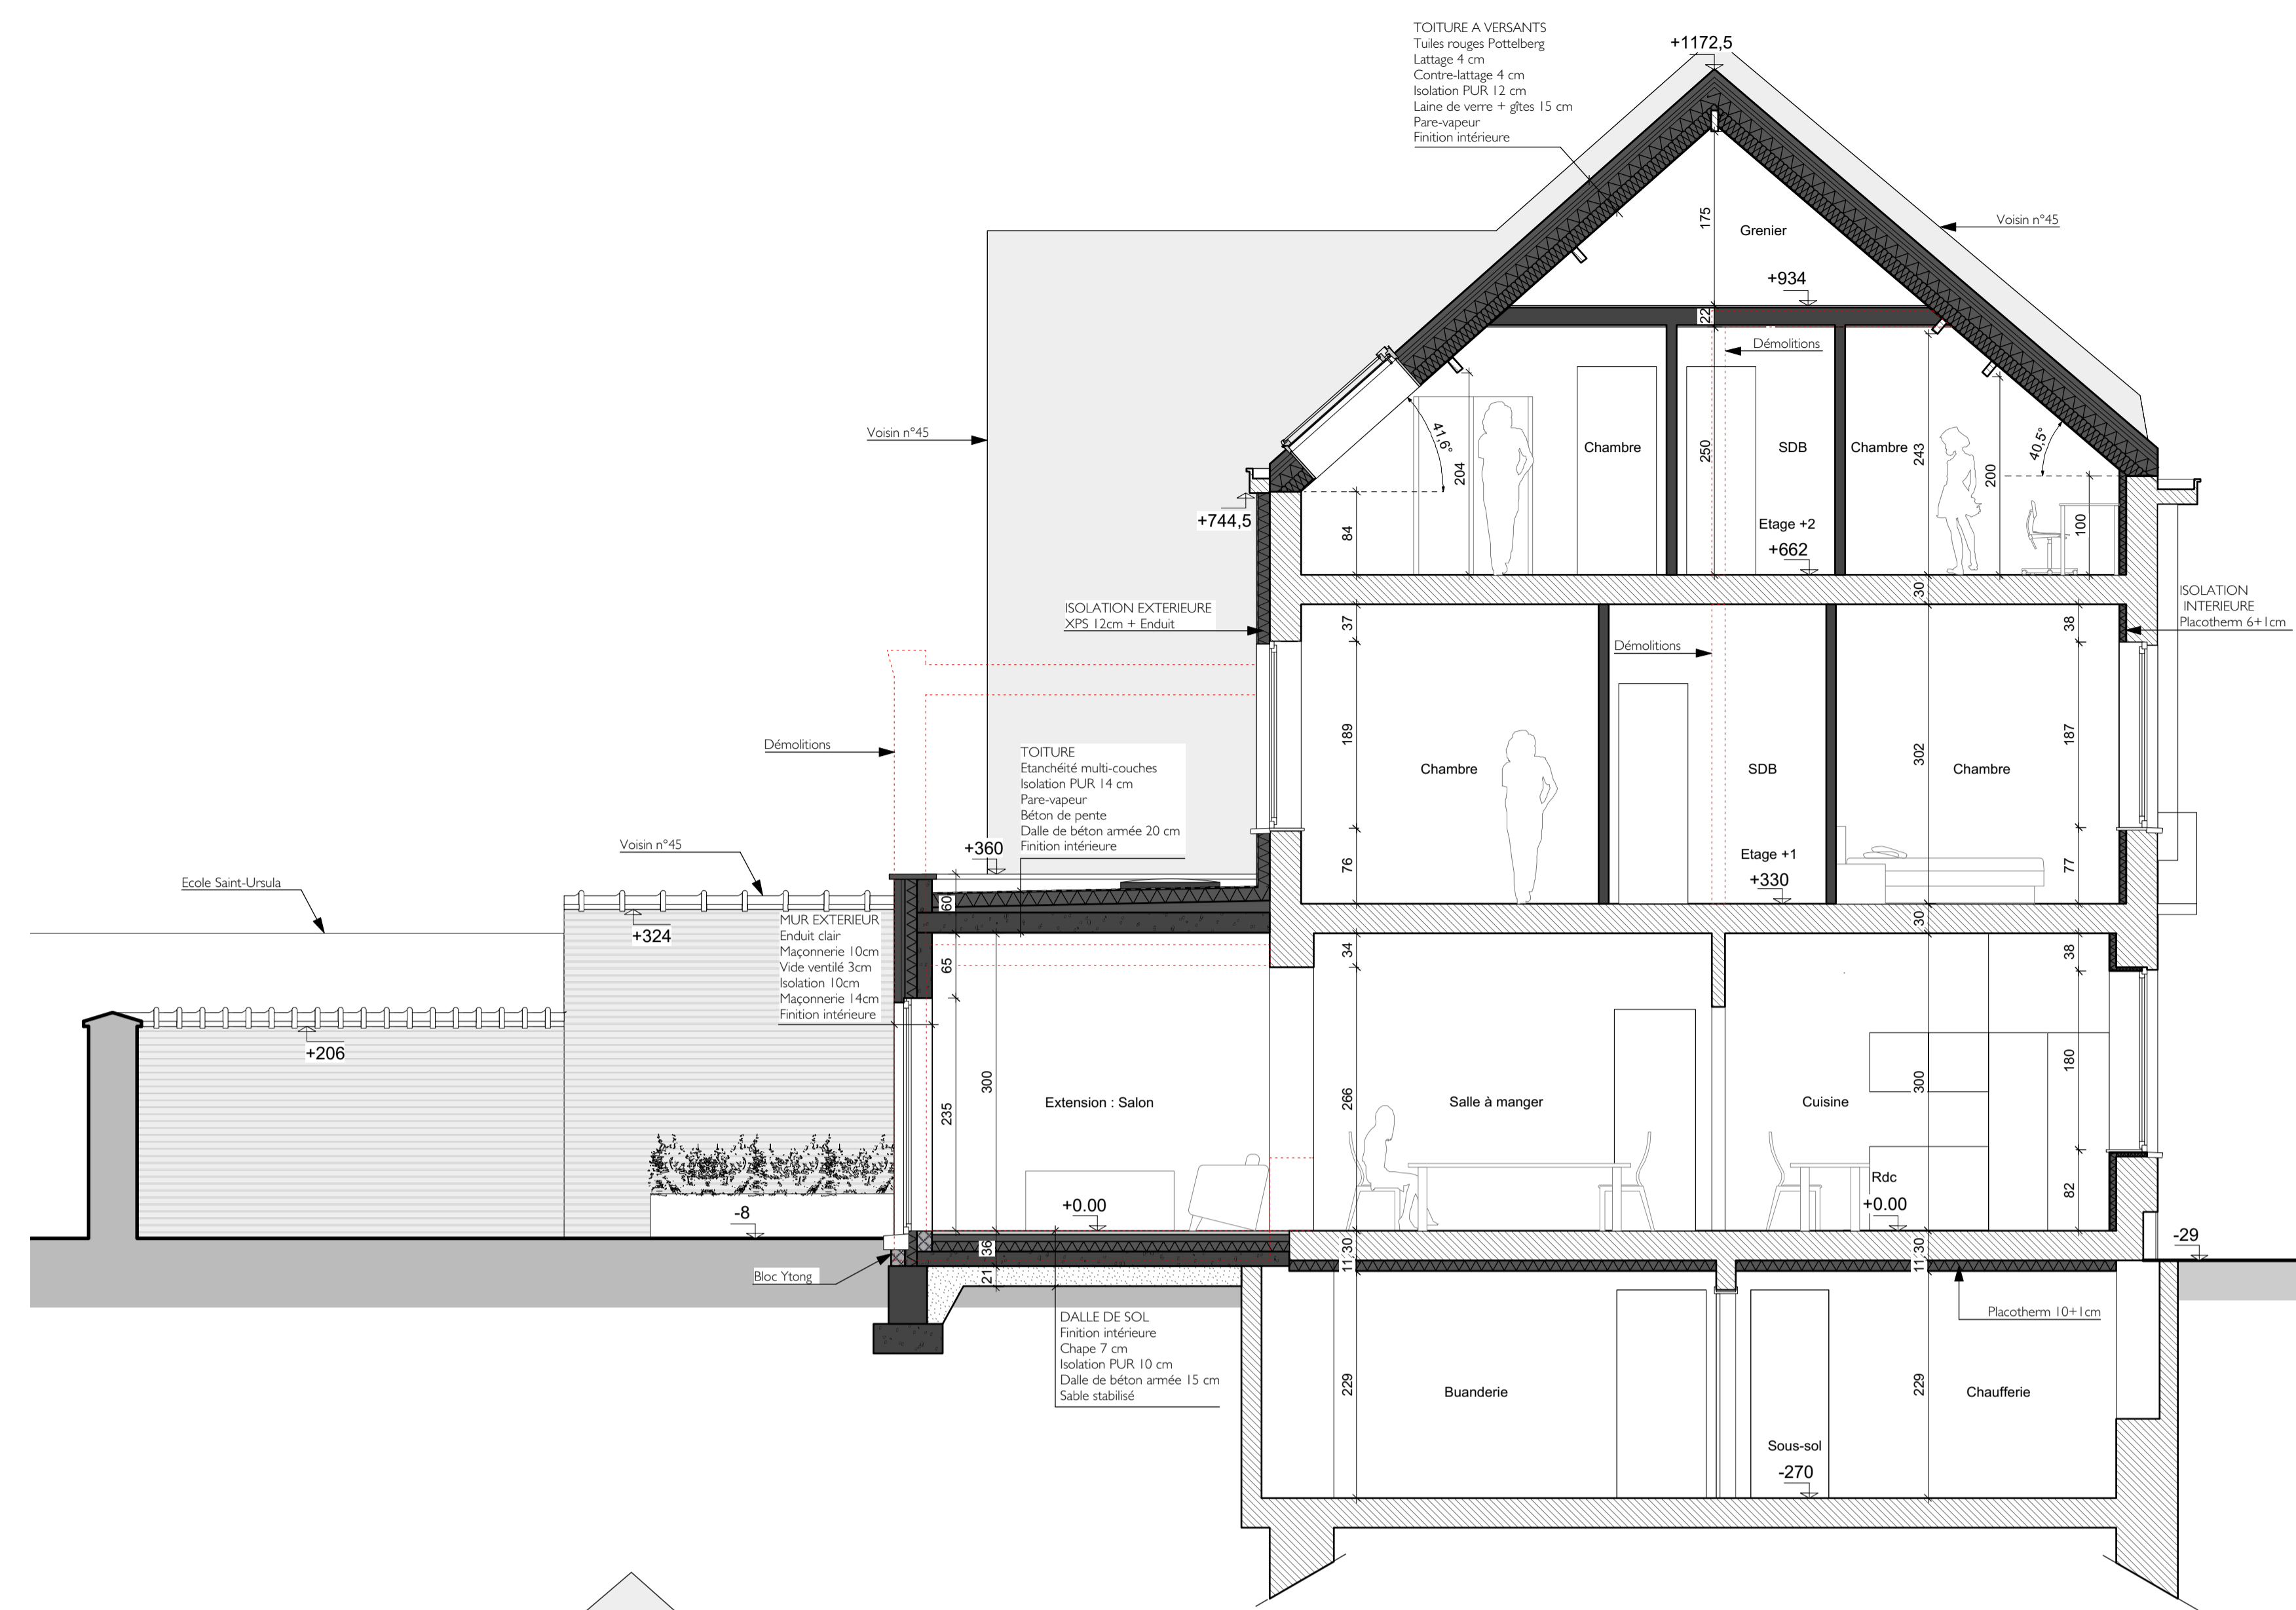 TOITURE A VERSANTS
Tuiles rouges Pottelberg
Lattage 4 cm
Contre-lattage 4 cm
Isolation PUR 12 cm
Laine de verre + gîtes 15 cm
Pare-vapeur
Finition intérieure
+1172,5
Voisin n°45
175
Grenier
+934
22
Démolitions
Voisin n°45
41,6°
204
Chambre
250
SDB
Chambre
243
200
40,5°
100
+744,5
84
Etage +2
+662
ISOLATION EXTERIEURE
XPS 12cm + Enduit
30
ISOLATION
INTERIEURE
Placotherm 6+1cm
37
38
Démolitions
Démolitions
189
302
187
Chambre
SDB
Chambre
TOITURE
Etanchéité multi-couches
Isolation PUR 14 cm
Pare-vapeur
Béton de pente
Dalle de béton armée 20 cm
Finition intérieure
Voisin n°45
+360
76
77
Etage +1
+330
Ecole Saint-Ursula
+324
60
30
MUR EXTERIEUR
Enduit clair
Maçonnerie 10cm
Vide ventilé 3cm
Isolation 10cm
Maçonnerie 14cm
Finition intérieure
65
34
38
+206
235
300
266
300
180
Extension : Salon
Salle à manger
Cuisine
Rdc
+0.00
82
+0.00
-8
-29
36
21
11
30
11
30
Bloc Ytong
Placotherm 10+1cm
DALLE DE SOL
Finition intérieure
Chape 7 cm
Isolation PUR 10 cm
Dalle de béton armée 15 cm
Sable stabilisé
229
229
Buanderie
Chaufferie
Sous-sol
-270